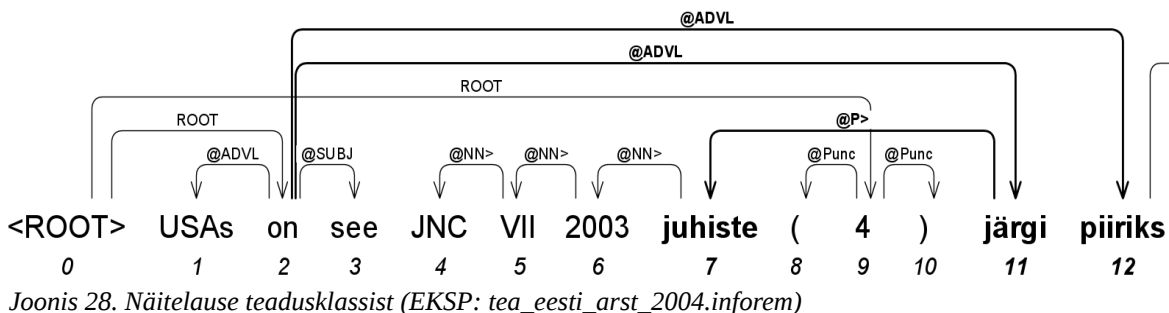 @ADVL
@ADVL
ROOT
ROOT @P>
@ADVL @SUBJ @NN> @NN> @NN> @Punc @Punc
<ROOT> USAs on see JNC VII 2003 juhiste ( 4 ) järgi piiriks
0 1 2 3 4 5 6 7 8 9 10 11 12
Joonis 28. Näitelause teadusklassist (EKSP: tea_eesti_arst_2004.inforem)